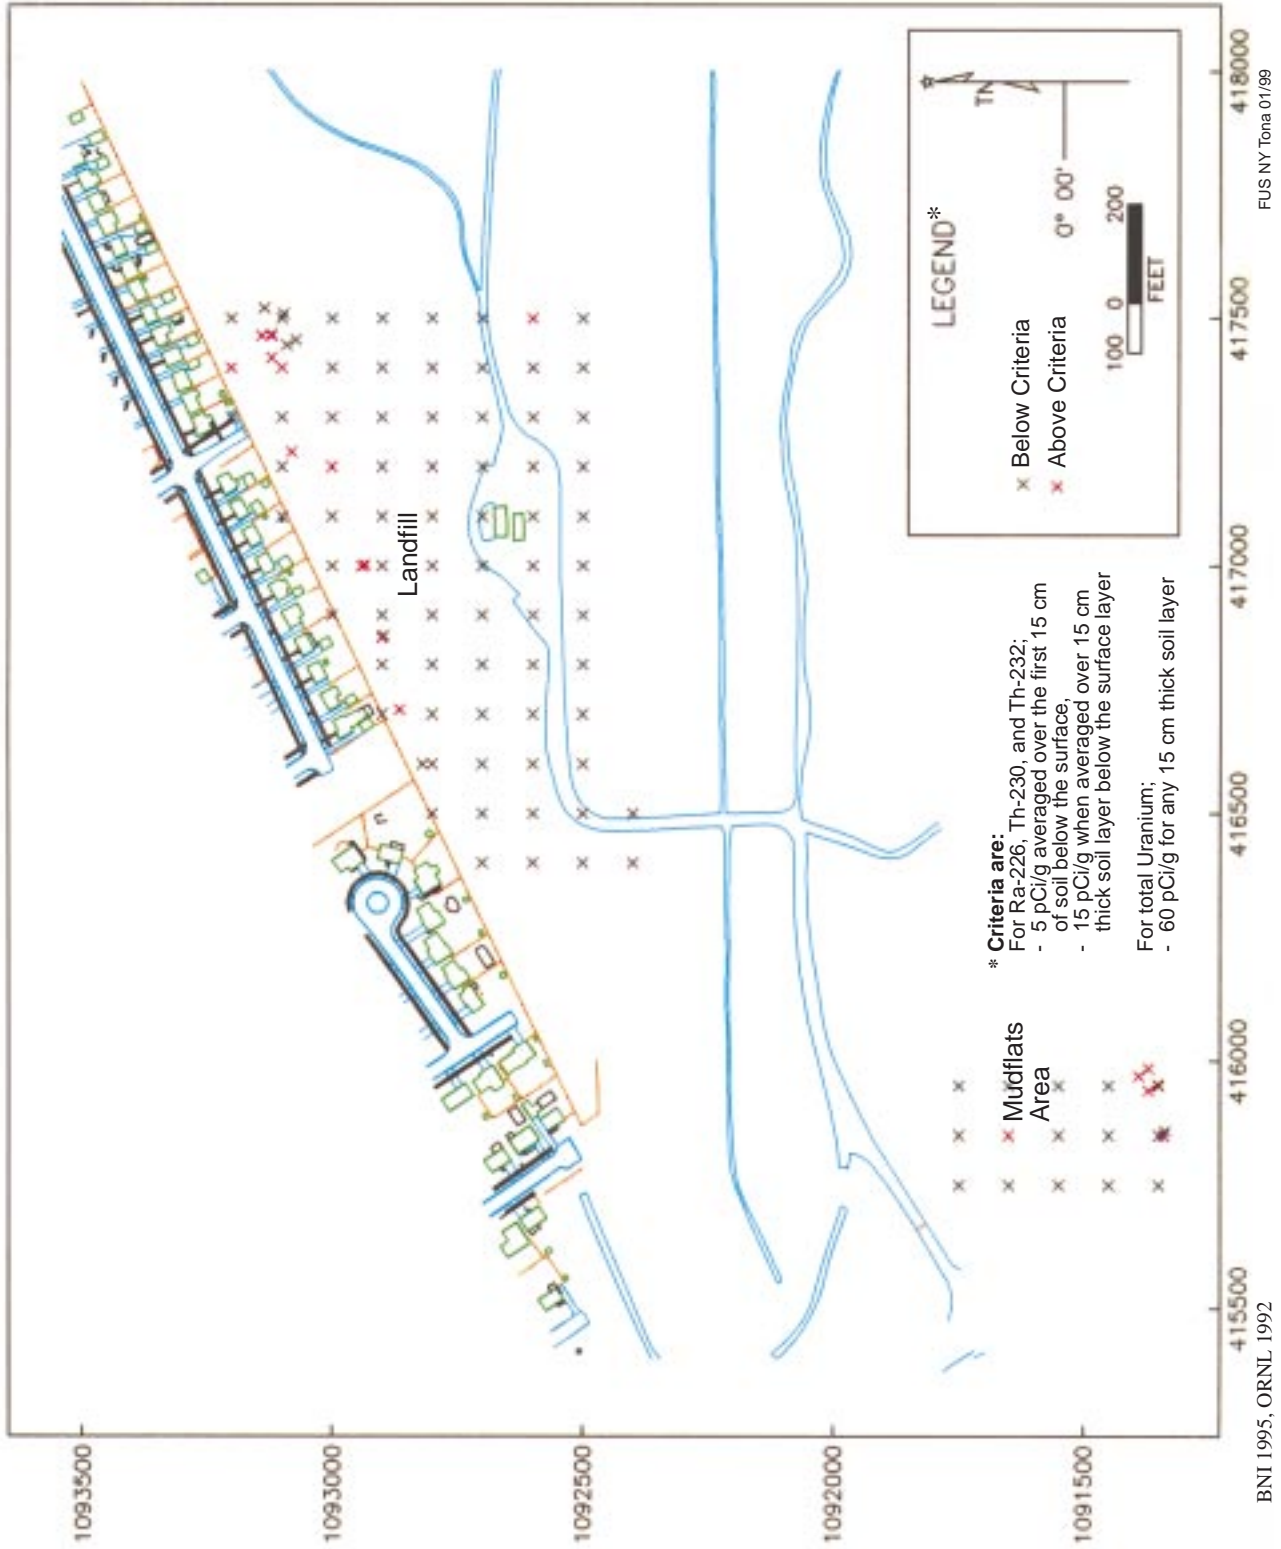 1093500
1093000
1092500
1092000
1091500
415500
416000
416500
417000
417500
418000
Landfill
Mudflats
Area
* Criteria are:
For Ra-226, Th-230, and Th-232;
- 5 pCi/g averaged over the first 15 cm
of soil below the surface,
- 15 pCi/g when averaged over 15 cm
thick soil layer below the surface layer
For total Uranium;
- 60 pCi/g for any 15 cm thick soil layer
LEGEND*
Below Criteria
Above Criteria
TN
0° 00'
100 0 200
FEET
BNI 1995, ORNL 1992
FUS NY Tona 01/99